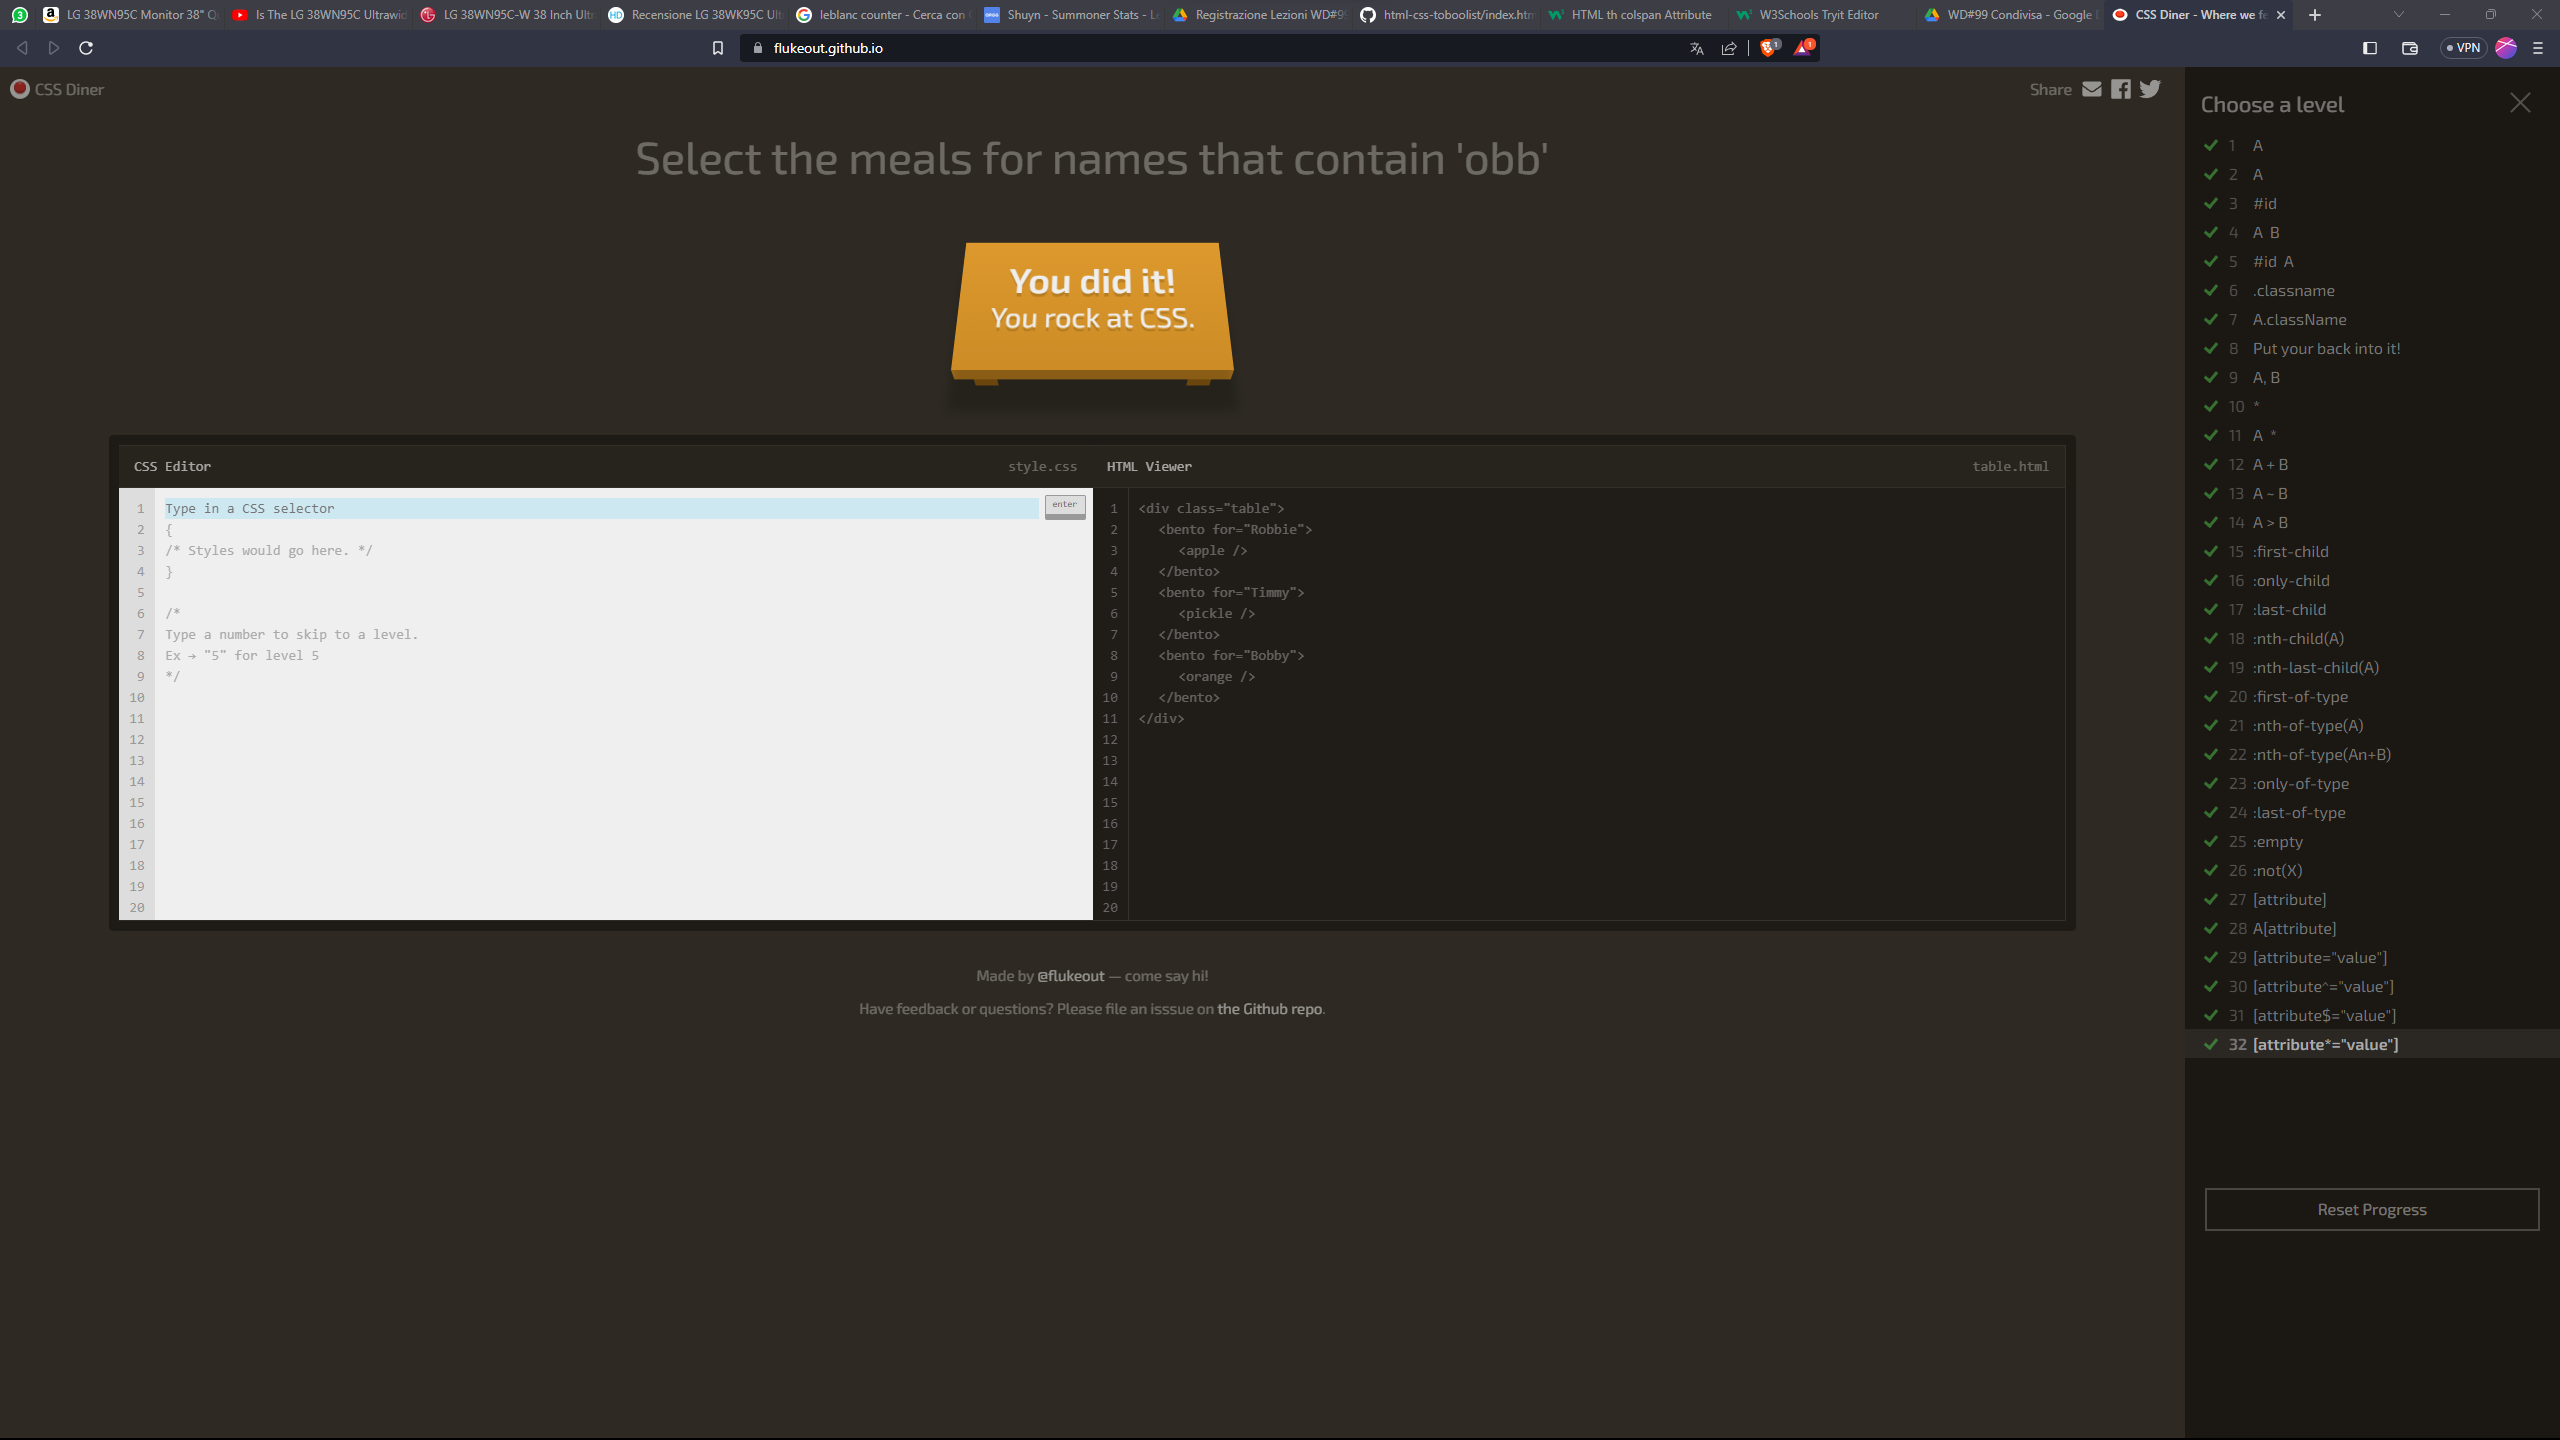 3
LG 38WN95C Monitor 38" Q
Is The LG 38WN95C Ultrawid
LG 38WN95C-W 38 Inch Ultr
Recensione LG 38WK95C Ult
leblanc counter - Cerca con
Shuyn - Summoner Stats - L
Registrazione Lezioni WD#99
html-css-toboolist/index.htm
HTML th colspan Attribute
W3Schools Tryit Editor
WD#99 Condivisa - Google
CSS Diner - Where we fe
flukeout.github.io
1
1
VPN
CSS Diner
Share
Select the meals for names that contain 'obb'
You did it!
You rock at CSS.
CSS Editor
style.css
1 Type in a CSS selector
enter
2 {
3 /* Styles would go here. */
4 }
5
6 /*
7 Type a number to skip to a level.
8 Ex → "5" for level 5
9 */
10
11
12
13
14
15
16
17
18
19
20
HTML Viewer
table.html
1 <div class="table">
2 <bento for="Robbie">
3 <apple />
4 </bento>
5 <bento for="Timmy">
6 <pickle />
7 </bento>
8 <bento for="Bobby">
9 <orange />
10 </bento>
11 </div>
12
13
14
15
16
17
18
19
20
Made by @flukeout — come say hi!
Have feedback or questions? Please file an isssue on the Github repo.
Choose a level
1 A
2 A
3 #id
4 A B
5 #id A
6 .classname
7 A.className
8 Put your back into it!
9 A, B
10 *
11 A *
12 A + B
13 A ~ B
14 A > B
15 :first-child
16 :only-child
17 :last-child
18 :nth-child(A)
19 :nth-last-child(A)
20 :first-of-type
21 :nth-of-type(A)
22 :nth-of-type(An+B)
23 :only-of-type
24 :last-of-type
25 :empty
26 :not(X)
27 [attribute]
28 A[attribute]
29 [attribute="value"]
30 [attribute^="value"]
31 [attribute$="value"]
32 [attribute*="value"]
Reset Progress